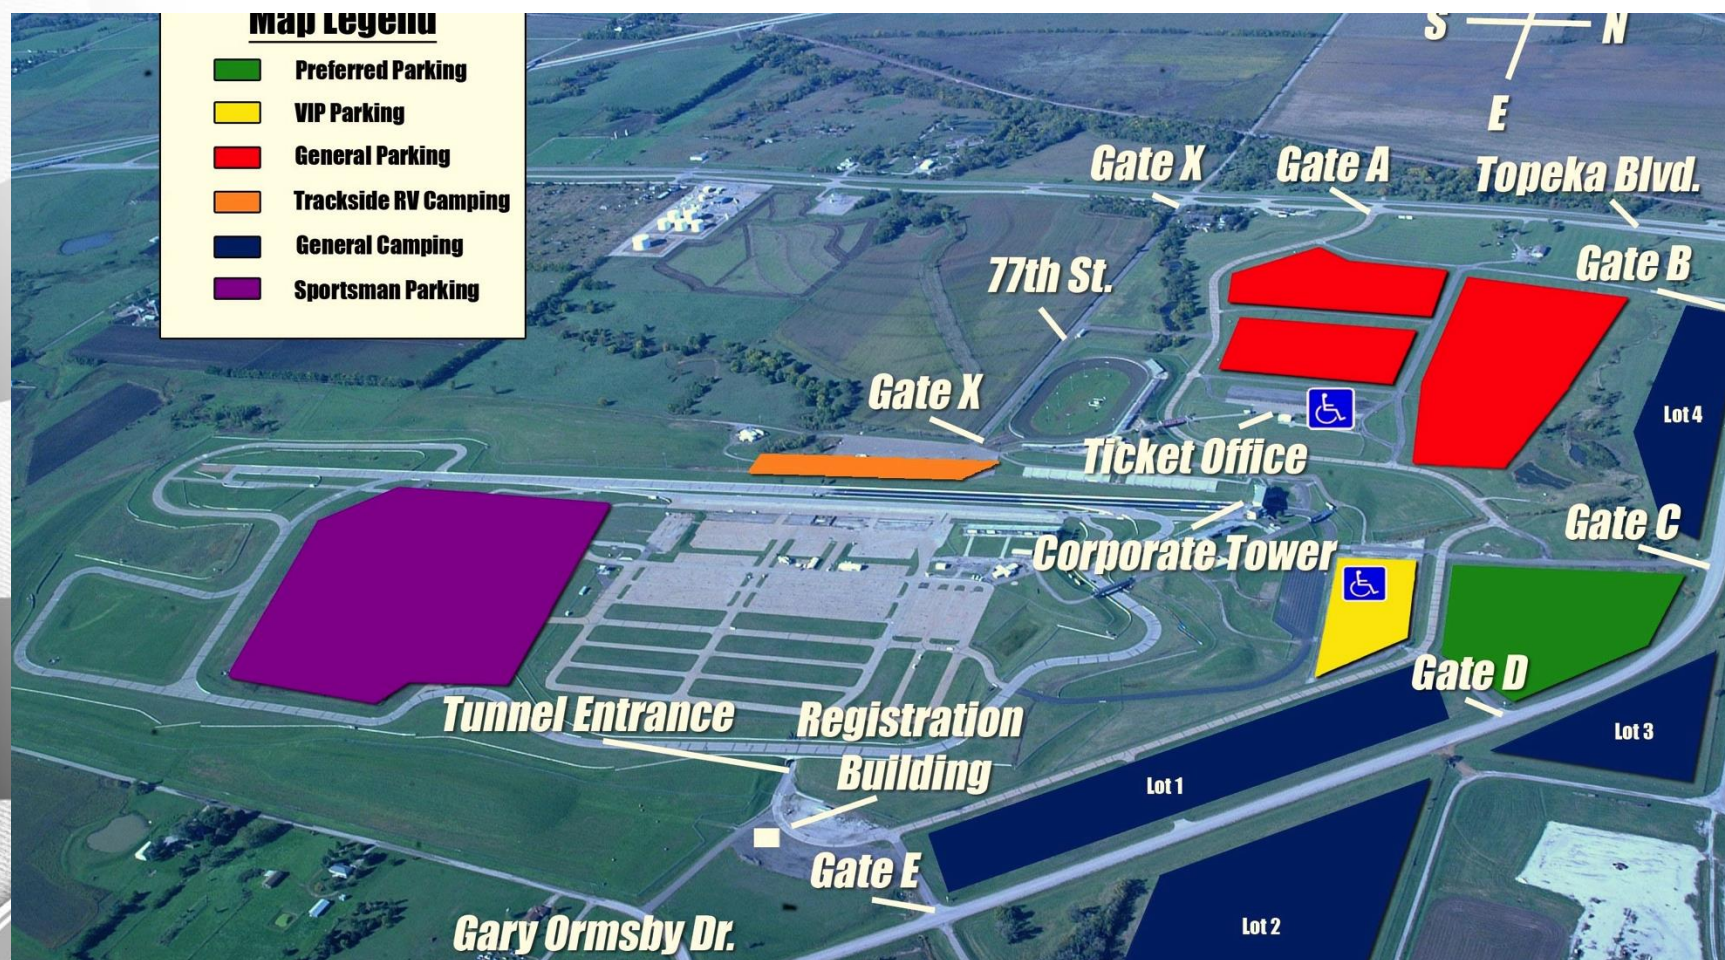 Map Legend
Preferred Parking
VIP Parking
General Parking
Trackside RV Camping
General Camping
Sportsman Parking
S
N
E
Gate X
Gate A
Topeka Blvd.
Gate B
77th St.
Gate X
Lot 4
Ticket Office
Gate C
Corporate Tower
Gate D
Tunnel Entrance
Registration
Building
Lot 3
Lot 1
Gate E
Lot 2
Gary Ormsby Dr.